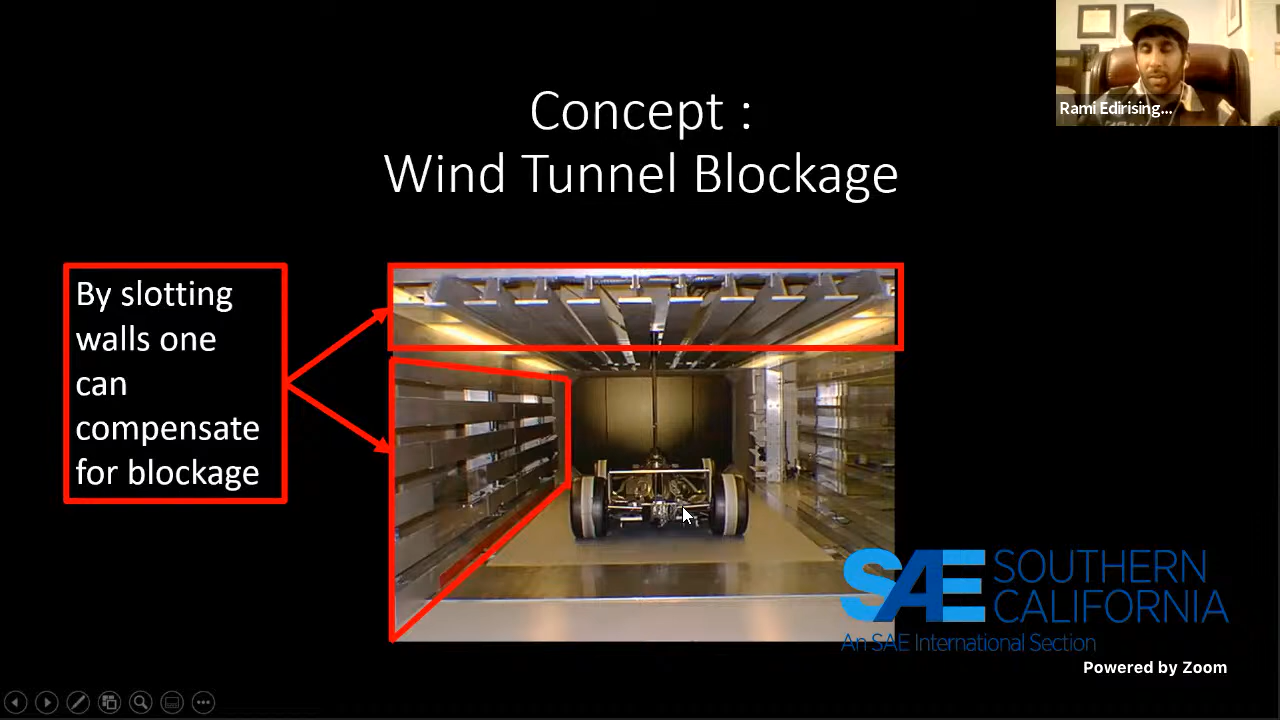 Rami Edirising...
Concept :
Wind Tunnel Blockage
By slotting
walls one
can
compensate
for blockage
SAE SOUTHERN
CALIFORNIA
An SAE International Section
Powered by Zoom